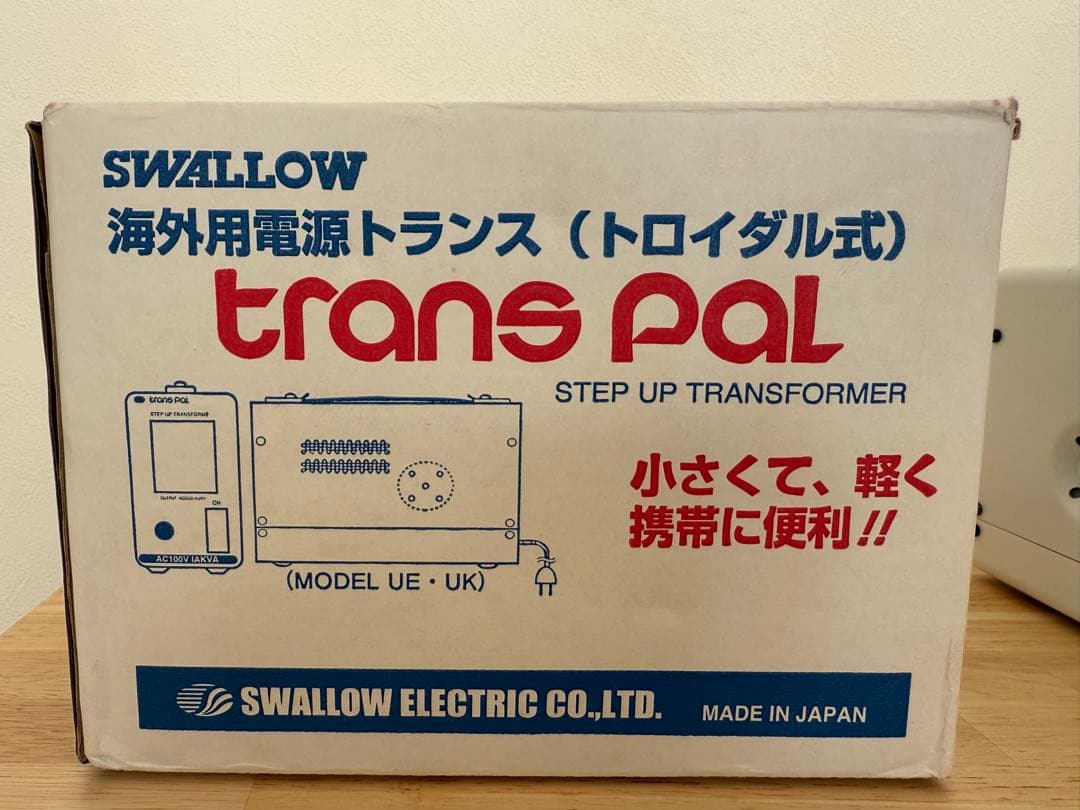 SWALLOW
海外用電源トランス（トロイダル式）
trans pal
STEP UP TRANSFORMER
trans pal
STEP UP TRANSFORMER
ON
AC100V 1AKVA
小さくて、軽く
携帯に便利!!
(MODEL UE・UK)
SWALLOW ELECTRIC CO.,LTD.
MADE IN JAPAN